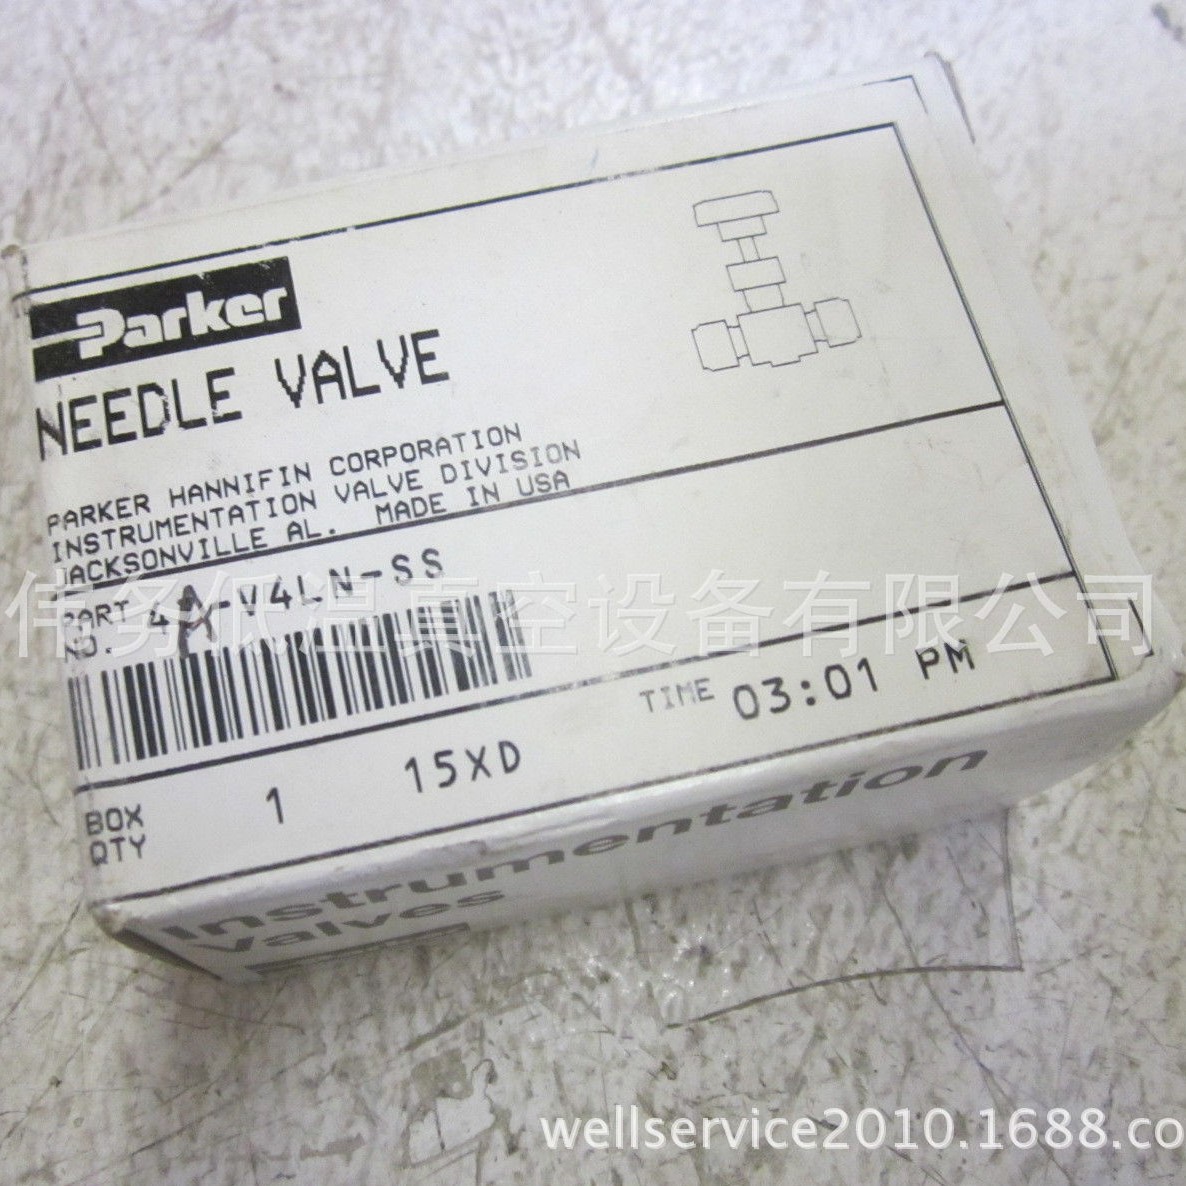 Parker
NEEDLE VALVE
PARKER HANNIFIN CORPORATION
INSTRUMENTATION VALVE DIVISION
JACKSONVILLE AL. MADE IN USA
PART NO. 4A-V4LN-SS
伟务低温真空设备有限公司
TIME 03:01 PM
BOX QTY 1 15XD
Instrumentation
Valves
wellservice2010.1688.co